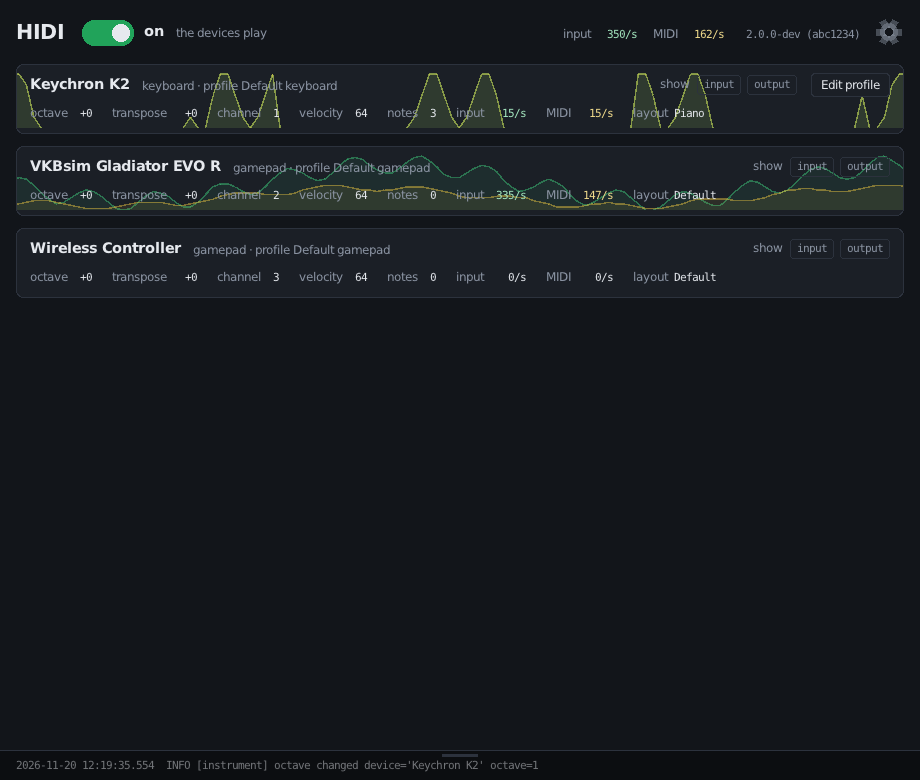 HIDI on the devices play input 350/s MIDI 162/s 2.0.0-dev (abc1234)
Keychron K2 keyboard · profile Default keyboard show input output Edit profile
octave +0 transpose +0 channel 1 velocity 64 notes 3 input 15/s MIDI 15/s layout Piano
VKBsim Gladiator EVO R gamepad · profile Default gamepad show input output
octave +0 transpose +0 channel 2 velocity 64 notes 0 input 335/s MIDI 147/s layout Default
Wireless Controller gamepad · profile Default gamepad show input output
octave +0 transpose +0 channel 3 velocity 64 notes 0 input 0/s MIDI 0/s layout Default
2026-11-20 12:19:35.554 INFO [instrument] octave changed device='Keychron K2' octave=1